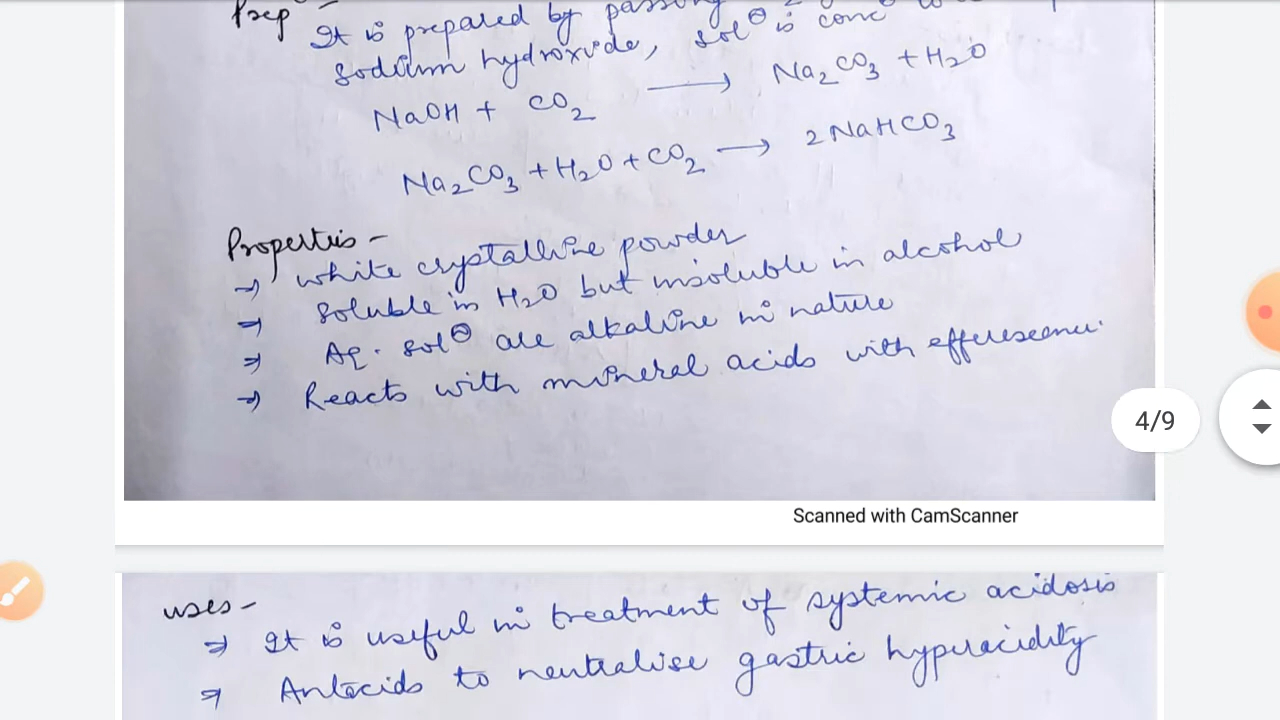 Prep -
It is prepared by passing
sodium hydroxide, solⁿ is conc
NaOH + CO₂ → Na₂CO₃ + H₂O
Na₂CO₃ + H₂O + CO₂ → 2 NaHCO₃
Properties -
→ white crystalline powder
⇒ Soluble in H₂O but insoluble in alcohol
⇒ Aq. solⁿ are alkaline in nature
→ Reacts with mineral acids with
4/9
Scanned with CamScanner
uses -
⇒ It is useful in treatment of systemic acidosis
⇒ Antacids to neutralise gastric hyperacidity